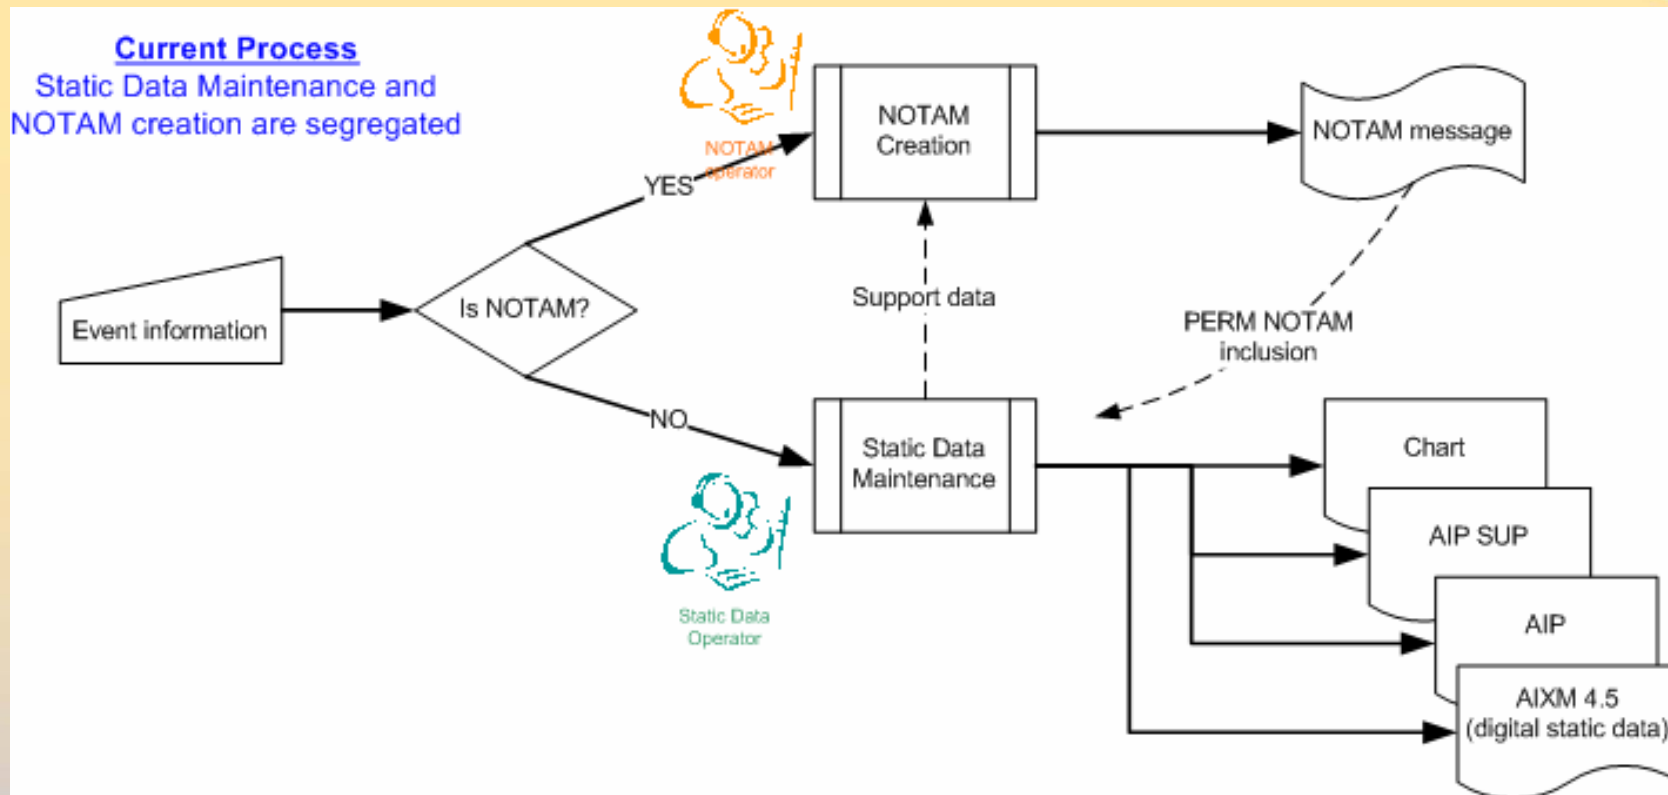 Current Process
Static Data Maintenance and
NOTAM creation are segregated
NOTAM
operator
NOTAM
Creation
NOTAM message
YES
Event information
Is NOTAM?
Support data
PERM NOTAM
inclusion
NO
Static Data
Maintenance
Static Data
Operator
Chart
AIP SUP
AIP
AIXM 4.5
(digital static data)